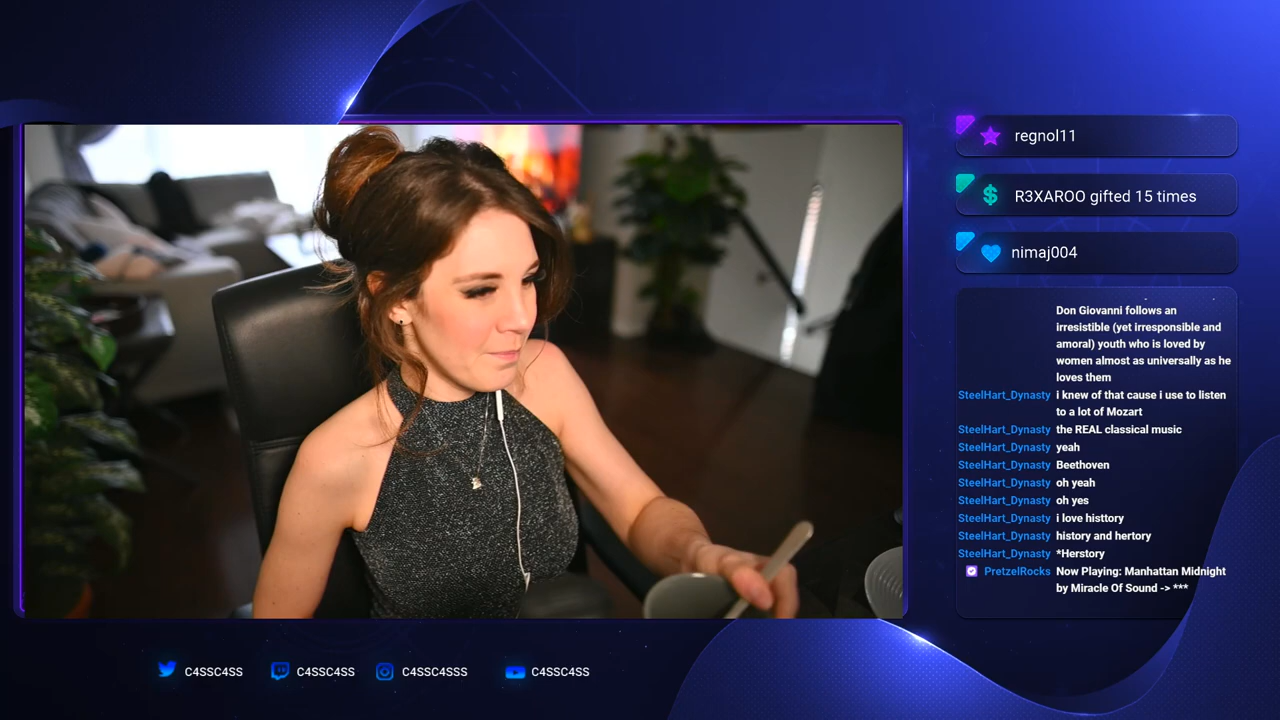 regnol11
R3XAROO gifted 15 times
nimaj004
Don Giovanni follows an
irresistible (yet irresponsible and
amoral) youth who is loved by
women almost as universally as he
loves them
SteelHart_Dynasty i knew of that cause i use to listen
to a lot of Mozart
SteelHart_Dynasty the REAL classical music
SteelHart_Dynasty yeah
SteelHart_Dynasty Beethoven
SteelHart_Dynasty oh yeah
SteelHart_Dynasty oh yes
SteelHart_Dynasty i love histtory
SteelHart_Dynasty history and hertory
SteelHart_Dynasty *Herstory
PretzelRocks Now Playing: Manhattan Midnight
by Miracle Of Sound -> ***
C4SSC4SS C4SSC4SS C4SSC4SSS C4SSC4SS